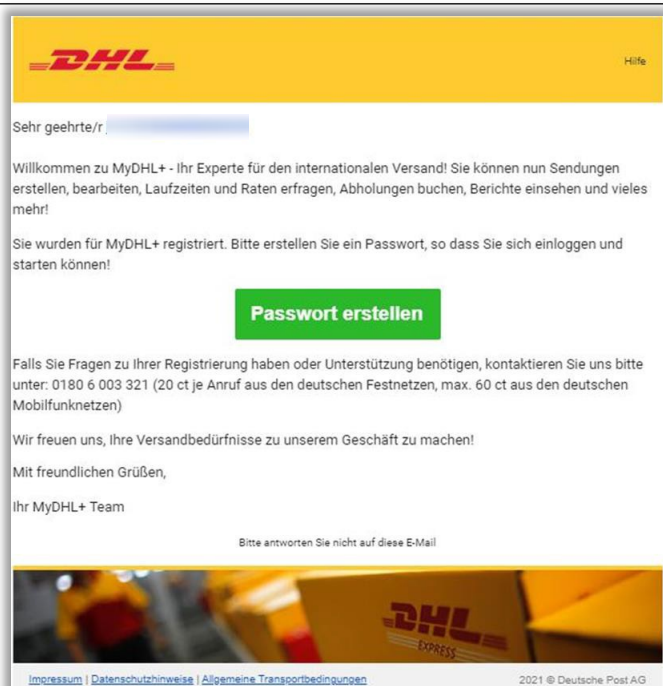 DHL
Hilfe
Sehr geehrte/r
Willkommen zu MyDHL+ - Ihr Experte für den internationalen Versand! Sie können nun Sendungen
erstellen, bearbeiten, Laufzeiten und Raten erfragen, Abholungen buchen, Berichte einsehen und vieles
mehr!
Sie wurden für MyDHL+ registriert. Bitte erstellen Sie ein Passwort, so dass Sie sich einloggen und
starten können!
Passwort erstellen
Falls Sie Fragen zu Ihrer Registrierung haben oder Unterstützung benötigen, kontaktieren Sie uns bitte
unter: 0180 6 003 321 (20 ct je Anruf aus den deutschen Festnetzen, max. 60 ct aus den deutschen
Mobilfunknetzen)
Wir freuen uns, Ihre Versandbedürfnisse zu unserem Geschäft zu machen!
Mit freundlichen Grüßen,
Ihr MyDHL+ Team
Bitte antworten Sie nicht auf diese E-Mail
DHL
EXPRESS
Impressum | Datenschutzhinweise | Allgemeine Transportbedingungen
2021 © Deutsche Post AG